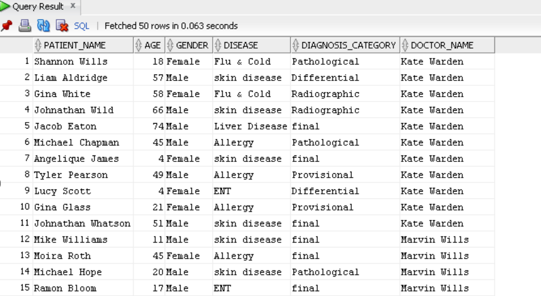 Query Result x
SQL | Fetched 50 rows in 0.063 seconds
PATIENT_NAME AGE GENDER DISEASE DIAGNOSIS_CATEGORY DOCTOR_NAME
1 Shannon Wills 18 Female Flu & Cold Pathological Kate Warden
2 Liam Aldridge 57 Male skin disease Differential Kate Warden
3 Gina White 58 Female Flu & Cold Radiographic Kate Warden
4 Johnathan Wild 66 Male skin disease Radiographic Kate Warden
5 Jacob Eaton 74 Male Liver Disease final Kate Warden
6 Michael Chapman 45 Male Allergy Pathological Kate Warden
7 Angelique James 4 Female skin disease final Kate Warden
8 Tyler Pearson 49 Male Allergy Provisional Kate Warden
9 Lucy Scott 4 Female ENT Differential Kate Warden
10 Gina Glass 21 Female Allergy Provisional Kate Warden
11 Johnathan Whatson 51 Male skin disease final Kate Warden
12 Mike Williams 11 Male skin disease final Marvin Wills
13 Moira Roth 45 Female Allergy final Marvin Wills
14 Michael Hope 20 Male skin disease Pathological Marvin Wills
15 Ramon Bloom 17 Male ENT final Marvin Wills